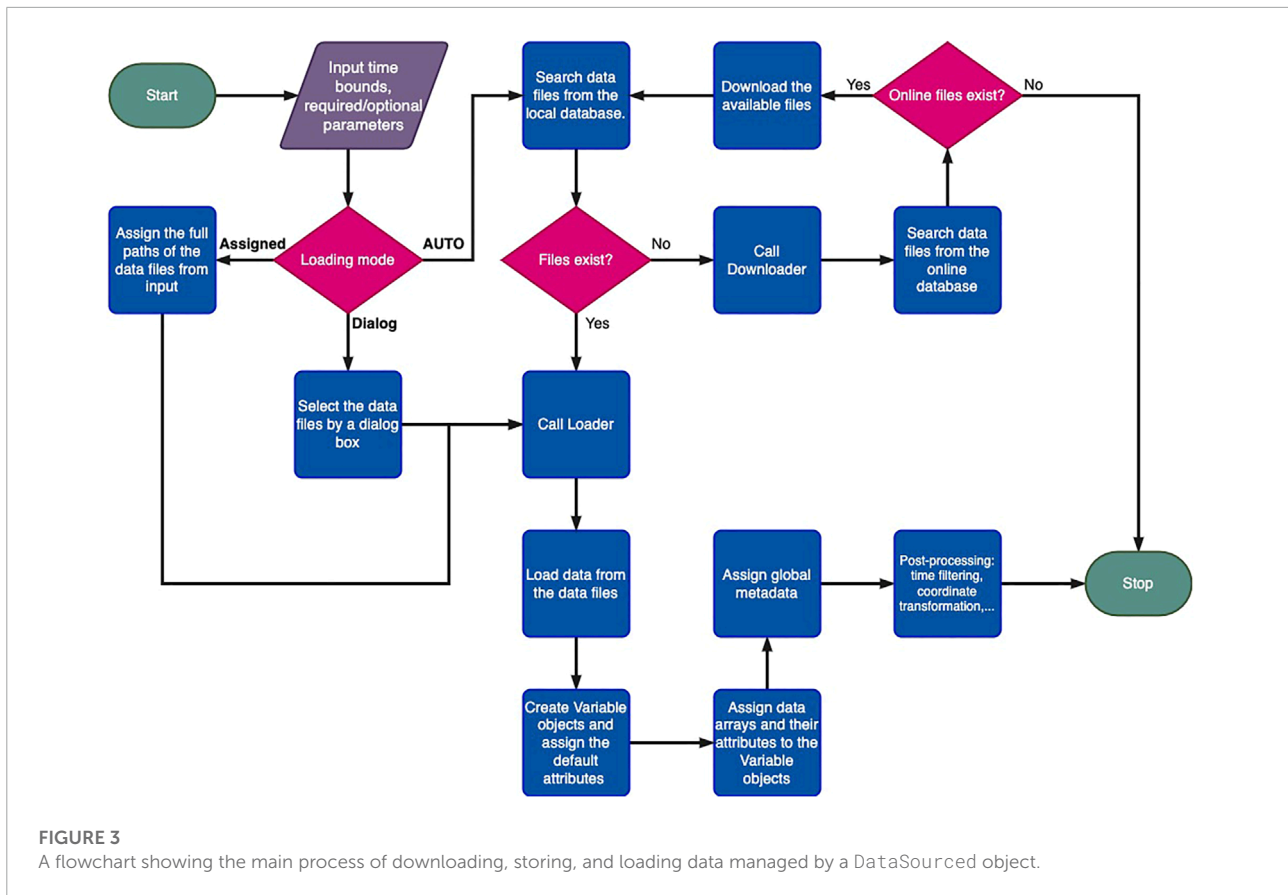 Start
Input time
bounds,
required/optional
parameters
Search data
files from the
local database.
Download the
available files
Yes
Online files exist?
No
Assign the full
paths of the
data files from
input
Assigned
Loading mode
AUTO
Files exist?
No
Call
Downloader
Search data
files from the
online
database
Dialog
Yes
Select the data
files by a dialog
box
Call Loader
Load data from
the data files
Assign global
metadata
Post-processing:
time filtering,
coordinate
transformation,...
Stop
Create Variable
objects and
assign the
default
attributes
Assign data
arrays and their
attributes to the
Variable
objects
FIGURE 3
A flowchart showing the main process of downloading, storing, and loading data managed by a DataSourced object.